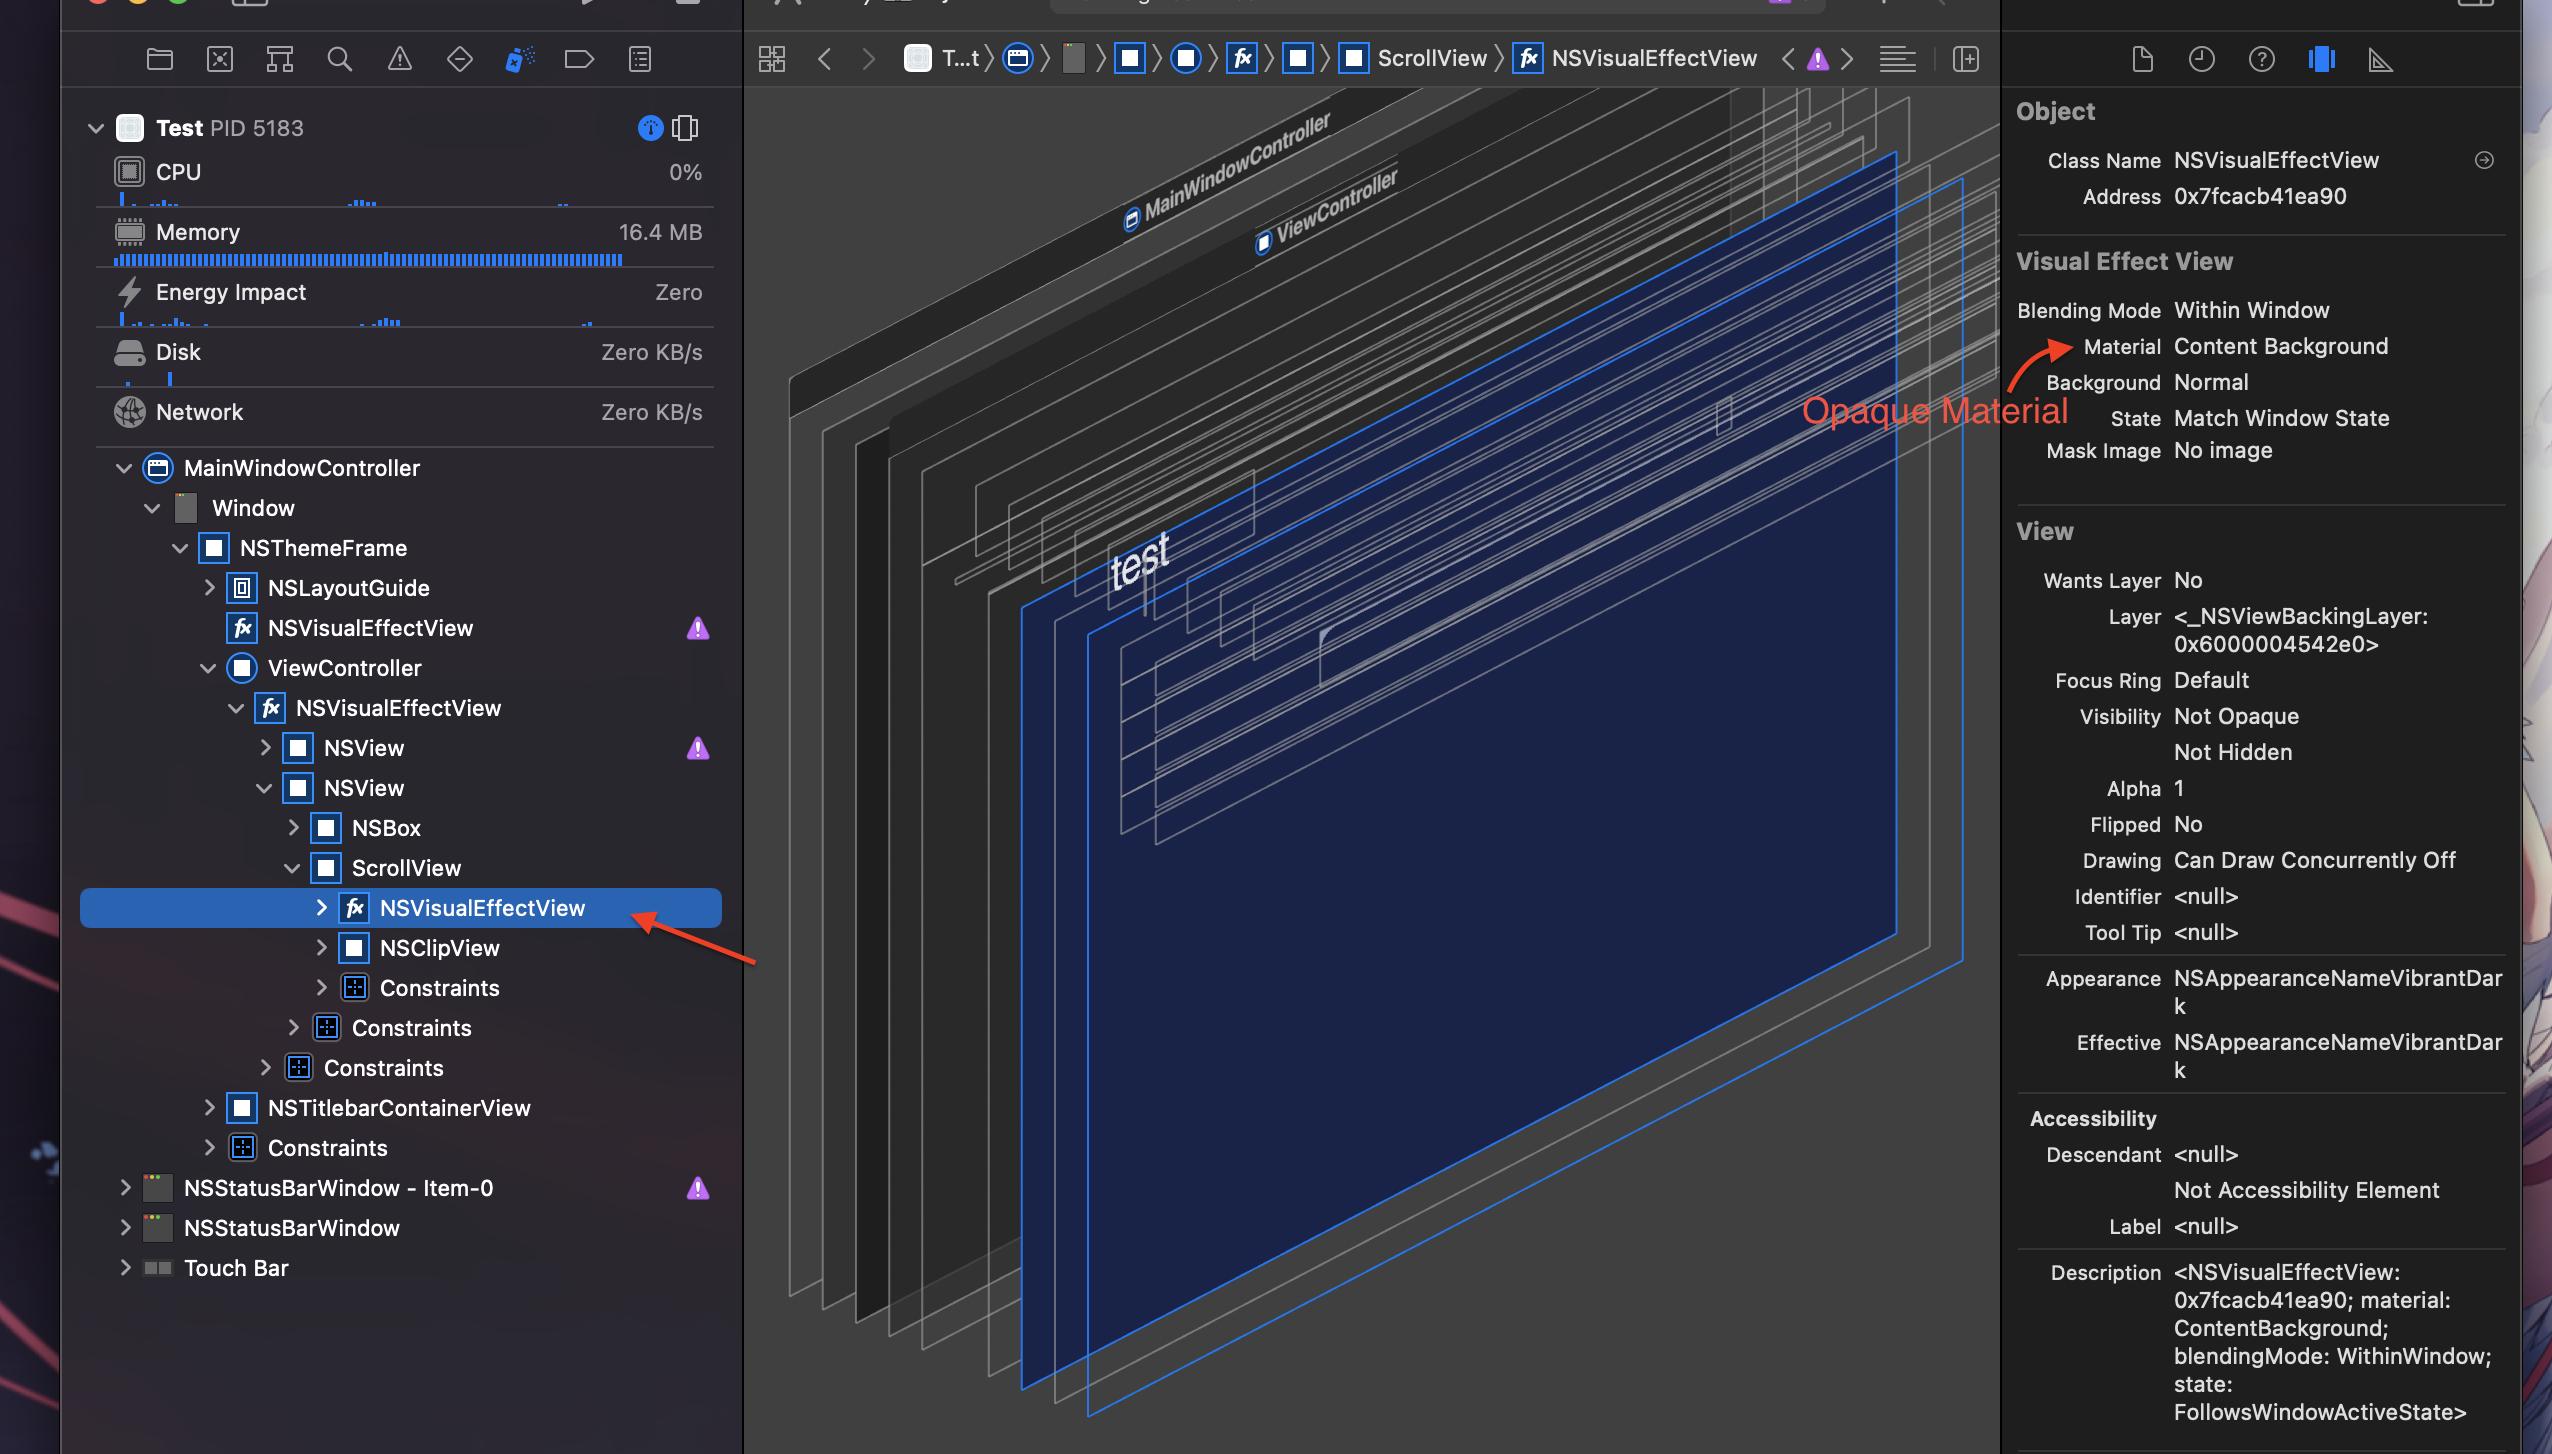 T...t
ScrollView
NSVisualEffectView
Test PID 5183
CPU
0%
Memory
16.4 MB
Energy Impact
Zero
Disk
Zero KB/s
Network
Zero KB/s
MainWindowController
Window
NSThemeFrame
NSLayoutGuide
NSVisualEffectView
ViewController
NSVisualEffectView
NSView
NSView
NSBox
ScrollView
NSVisualEffectView
NSClipView
Constraints
Constraints
Constraints
NSTitlebarContainerView
Constraints
NSStatusBarWindow - Item-0
NSStatusBarWindow
Touch Bar
MainWindowController
ViewController
test
Opaque Material
Object
Class Name NSVisualEffectView
Address 0x7fcacb41ea90
Visual Effect View
Blending Mode Within Window
Material Content Background
Background Normal
State Match Window State
Mask Image No image
View
Wants Layer No
Layer <_NSViewBackingLayer:
0x6000004542e0>
Focus Ring Default
Visibility Not Opaque
Not Hidden
Alpha 1
Flipped No
Drawing Can Draw Concurrently Off
Identifier <null>
Tool Tip <null>
Appearance NSAppearanceNameVibrantDar
k
Effective NSAppearanceNameVibrantDar
k
Accessibility
Descendant <null>
Not Accessibility Element
Label <null>
Description <NSVisualEffectView:
0x7fcacb41ea90; material:
ContentBackground;
blendingMode: WithinWindow;
state:
FollowsWindowActiveState>